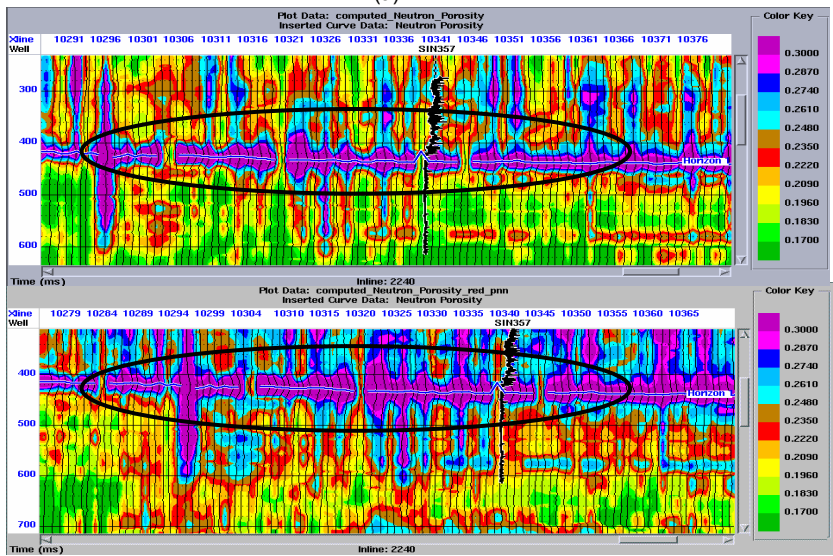 Plot Data: computed_Neutron_Porosity
Inserted Curve Data: Neutron Porosity
Color Key
Xline 10291 10296 10301 10306 10311 10316 10321 10326 10331 10336 10341 10346 10351 10356 10361 10366 10371 10376
Well SIN357
300
400
500
600
Horizon
0.3000
0.2870
0.2740
0.2610
0.2480
0.2350
0.2220
0.2090
0.1960
0.1830
0.1700
Time (ms) Inline: 2240
Plot Data: computed_Neutron_Porosity_red_pnn
Inserted Curve Data: Neutron Porosity
Color Key
Xline 10279 10284 10289 10294 10299 10304 10310 10315 10320 10325 10330 10335 10340 10345 10350 10355 10360 10365
Well SIN357
400
500
600
700
Horizon
0.3000
0.2870
0.2740
0.2610
0.2480
0.2350
0.2220
0.2090
0.1960
0.1830
0.1700
Time (ms) Inline: 2240